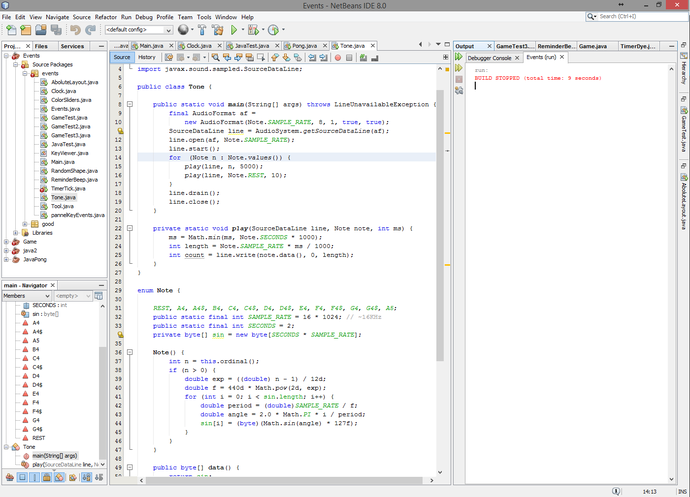 Events - NetBeans IDE 8.0
File Edit View Navigate Source Refactor Run Debug Profile Team Tools Window Help
Search (Ctrl+I)
<default config>
Proj... Files Services
Events
Source Packages
events
AboluteLayout.java
Clock.java
ColorSliders.java
Events.java
GameTest.java
GameTest2.java
GameTest3.java
JavaTest.java
KeyViewer.java
Main.java
RandomShape.java
ReminderBeep.java
TimerTick.java
Tone.java
Tool.java
pannelKeyEvents.java
good
Libraries
Game
java2
JavaPong
main - Navigator
Members <empty>
SECONDS : int
sin : byte[]
A4
A4$
A5
B4
C4
C4$
D4
D4$
E4
F4
F4$
G4
G4$
REST
Tone
main(String[] args)
play(SourceDataLine line, No
...ava Main.java Clock.java JavaTest.java Pong.java Tone.java
Source History
4 import javax.sound.sampled.SourceDataLine;
5
6 public class Tone {
7
8 public static void main(String[] args) throws LineUnavailableException {
9 final AudioFormat af =
10 new AudioFormat(Note.SAMPLE_RATE, 8, 1, true, true);
SourceDataLine line = AudioSystem.getSourceDataLine(af);
12 line.open(af, Note.SAMPLE_RATE);
13 line.start();
14 for (Note n : Note.values()) {
15 play(line, n, 5000);
16 play(line, Note.REST, 10);
17 }
18 line.drain();
19 line.close();
20 }
21
22 private static void play(SourceDataLine line, Note note, int ms) {
23 ms = Math.min(ms, Note.SECONDS * 1000);
24 int length = Note.SAMPLE_RATE * ms / 1000;
25 int count = line.write(note.data(), 0, length);
26 }
27 }
28
29 enum Note {
30
31 REST, A4, A4$, B4, C4, C4$, D4, D4$, E4, F4, F4$, G4, G4$, A5;
32 public static final int SAMPLE_RATE = 16 * 1024; // ~16KHz
33 public static final int SECONDS = 2;
private byte[] sin = new byte[SECONDS * SAMPLE_RATE];
35
36 Note() {
37 int n = this.ordinal();
38 if (n > 0) {
39 double exp = ((double) n - 1) / 12d;
40 double f = 440d * Math.pow(2d, exp);
41 for (int i = 0; i < sin.length; i++) {
42 double period = (double)SAMPLE_RATE / f;
43 double angle = 2.0 * Math.PI * i / period;
44 sin[i] = (byte)(Math.sin(angle) * 127f);
45 }
46 }
47 }
48
49 public byte[] data() {
Output GameTest3... ReminderBe... Game.java TimerDye.j...
Debugger Console Events (run)
run:
BUILD STOPPED (total time: 9 seconds)
Hierarchy
GameTest.java
AboluteLayout.java
14:13 INS